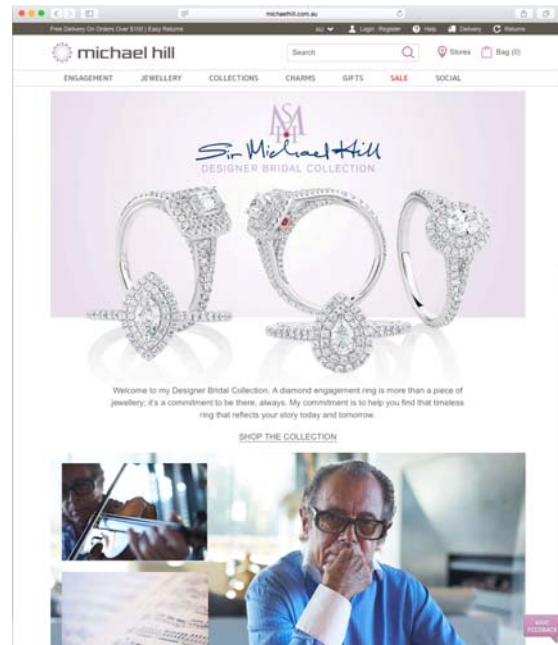 michaelhill.com.au
Free Delivery On Orders Over $100 | Easy Returns
AU Login Register Help Delivery Returns
michael hill
Search
Stores Bag (0)
ENGAGEMENT JEWELLERY COLLECTIONS CHARMS GIFTS SALE SOCIAL
SMH
Sir Michael Hill
DESIGNER BRIDAL COLLECTION
Welcome to my Designer Bridal Collection. A diamond engagement ring is more than a piece of
jewellery; it's a commitment to be there, always. My commitment is to help you find that timeless
ring that reflects your story today and tomorrow.
SHOP THE COLLECTION
FEEDBACK